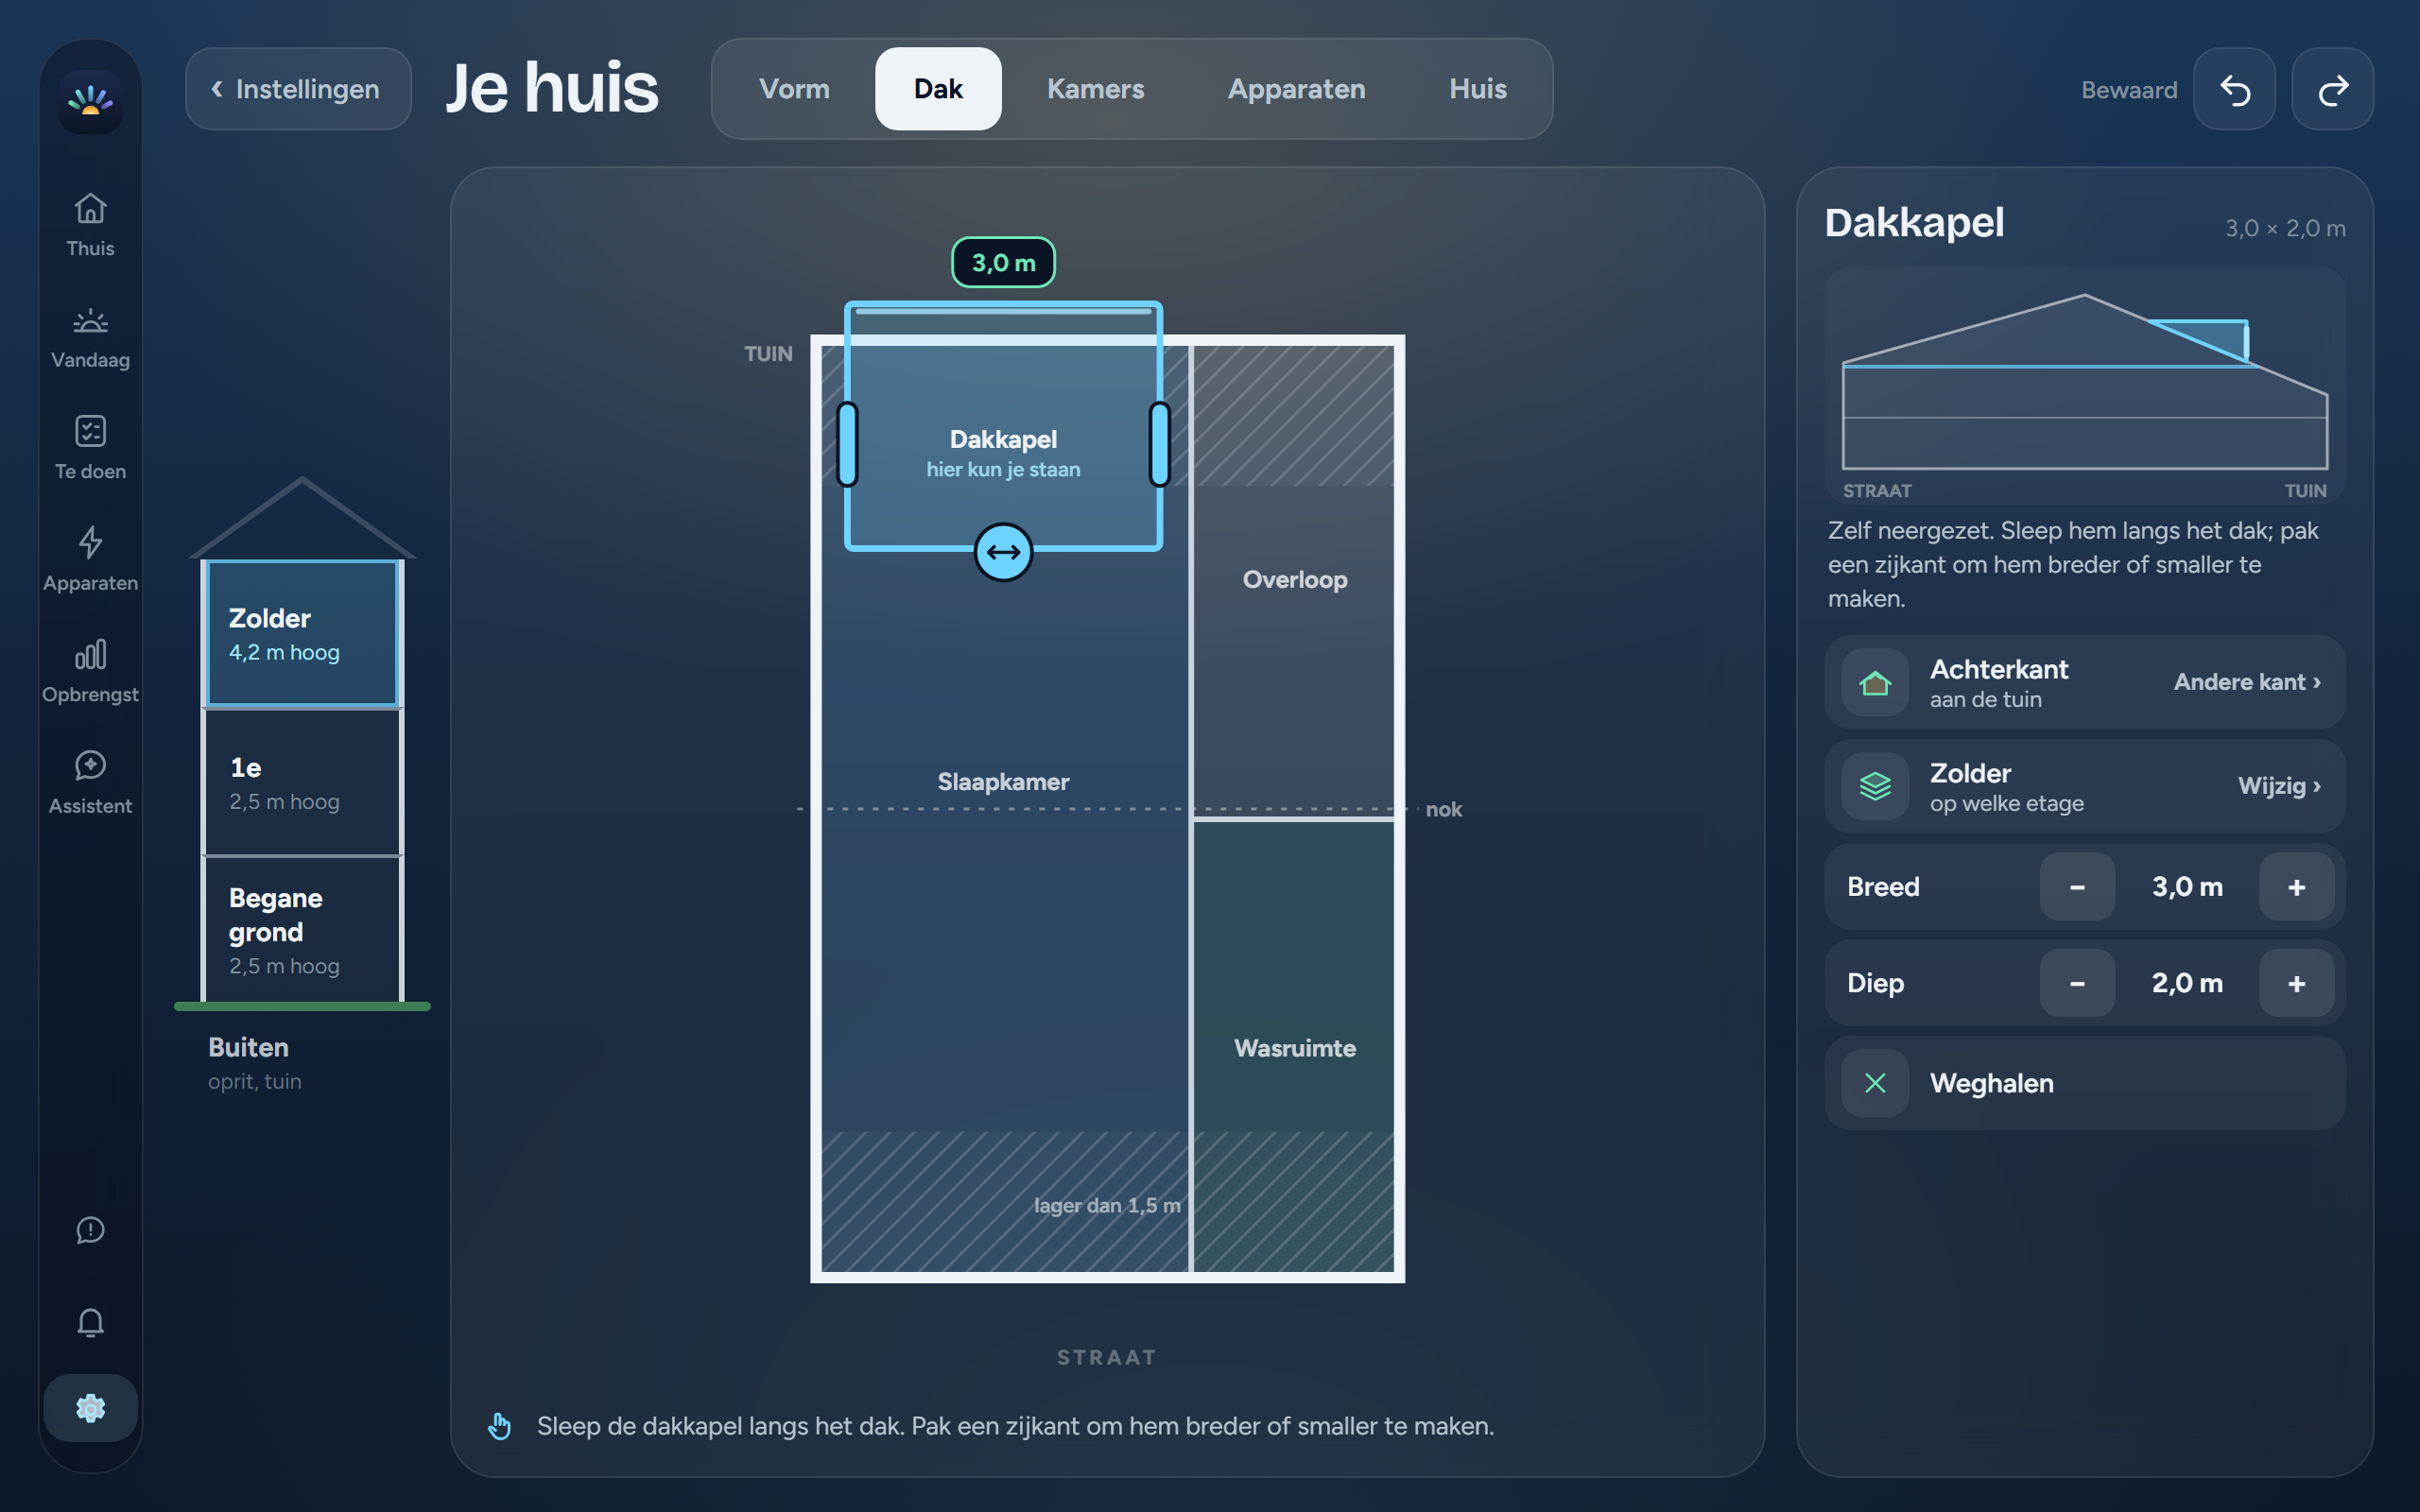 ‹ Instellingen
Je huis
Vorm
Dak
Kamers
Apparaten
Huis
Bewaard
Thuis
Vandaag
Te doen
Apparaten
Opbrengst
Assistent
Zolder
4,2 m hoog
1e
2,5 m hoog
Begane
grond
2,5 m hoog
Buiten
oprit, tuin
3,0 m
TUIN
Dakkapel
hier kun je staan
Overloop
Slaapkamer
nok
Wasruimte
lager dan 1,5 m
STRAAT
Sleep de dakkapel langs het dak. Pak een zijkant om hem breder of smaller te maken.
Dakkapel
3,0 × 2,0 m
STRAAT
TUIN
Zelf neergezet. Sleep hem langs het dak; pak
een zijkant om hem breder of smaller te
maken.
Achterkant
aan de tuin
Andere kant ›
Zolder
op welke etage
Wijzig ›
Breed
− 3,0 m +
Diep
− 2,0 m +
Weghalen